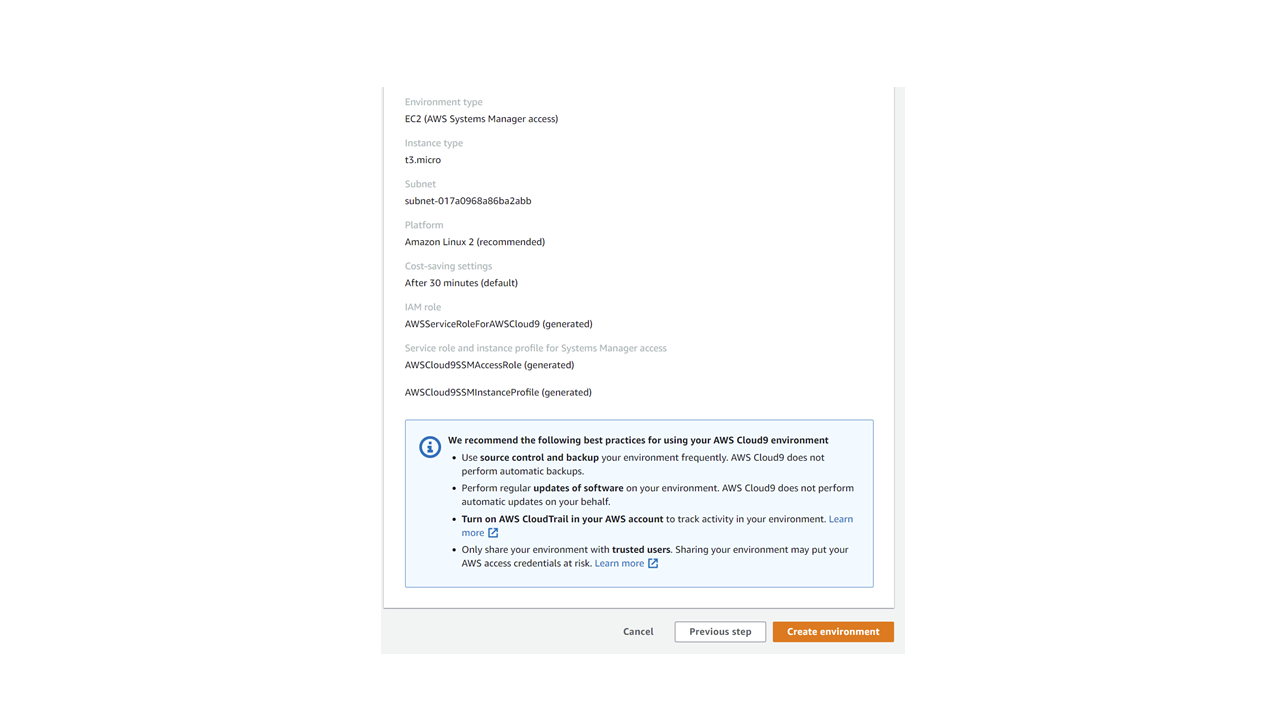 Environment type
EC2 (AWS Systems Manager access)
Instance type
t3.micro
Subnet
subnet-017a0968a86ba2abb
Platform
Amazon Linux 2 (recommended)
Cost-saving settings
After 30 minutes (default)
IAM role
AWSServiceRoleForAWSCloud9 (generated)
Service role and instance profile for Systems Manager access
AWSCloud9SSMAccessRole (generated)
AWSCloud9SSMInstanceProfile (generated)
We recommend the following best practices for using your AWS Cloud9 environment
• Use source control and backup your environment frequently. AWS Cloud9 does not
perform automatic backups.
• Perform regular updates of software on your environment. AWS Cloud9 does not perform
automatic updates on your behalf.
• Turn on AWS CloudTrail in your AWS account to track activity in your environment. Learn
more
• Only share your environment with trusted users. Sharing your environment may put your
AWS access credentials at risk. Learn more
Cancel Previous step Create environment